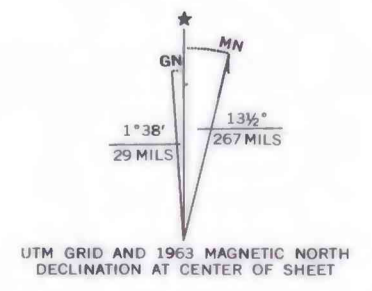 ★
GN MN
1°38′ 13½°
29 MILS 267 MILS
UTM GRID AND 1963 MAGNETIC NORTH
DECLINATION AT CENTER OF SHEET